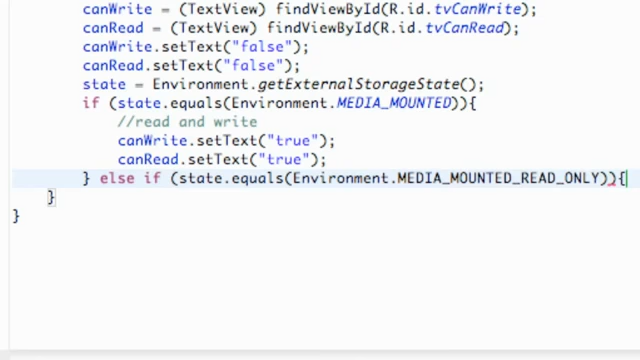 canWrite = (TextView) findViewById(R.id.tvCanWrite);
canRead = (TextView) findViewById(R.id.tvCanRead);
canWrite.setText("false");
canRead.setText("false");
state = Environment.getExternalStorageState();
if (state.equals(Environment.MEDIA_MOUNTED)){
//read and write
canWrite.setText("true");
canRead.setText("true");
} else if (state.equals(Environment.MEDIA_MOUNTED_READ_ONLY)){
}
}